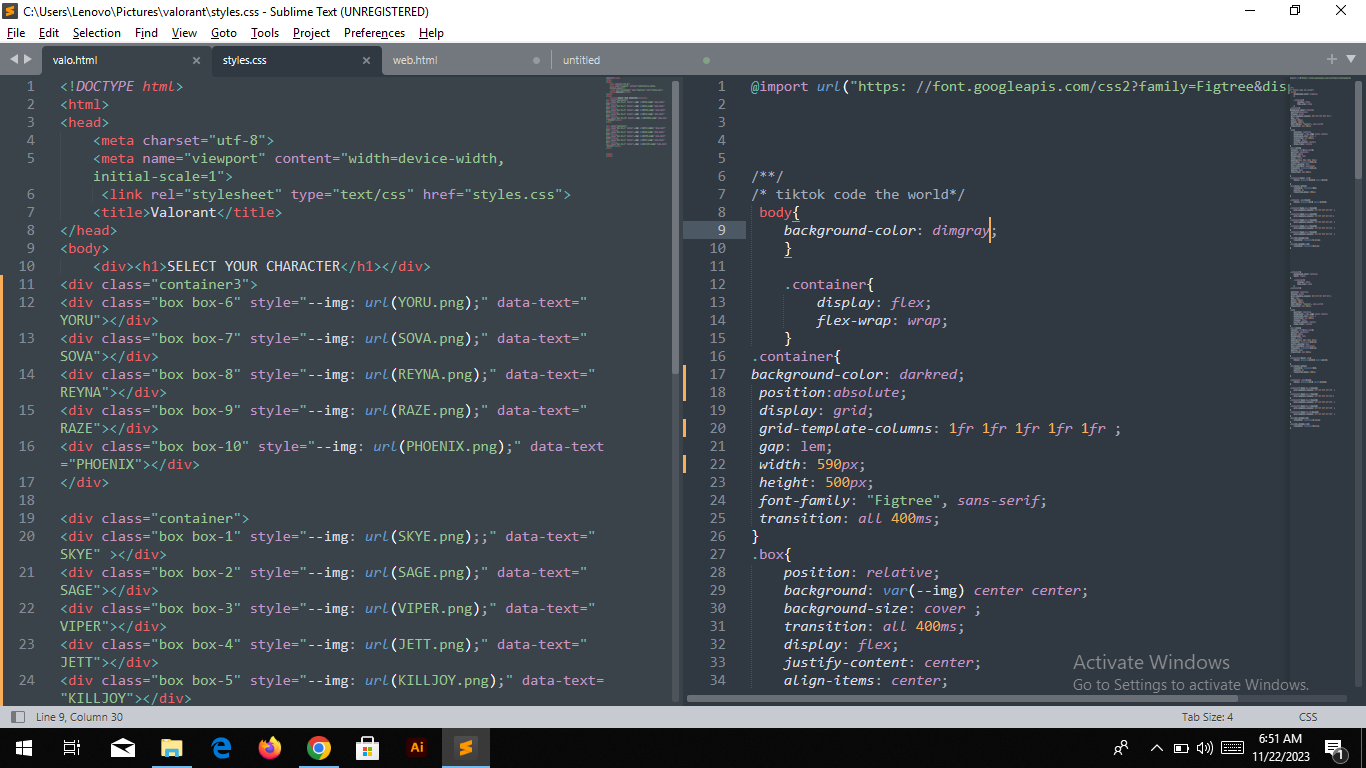 C:\Users\Lenovo\Pictures\valorant\styles.css - Sublime Text (UNREGISTERED)
File Edit Selection Find View Goto Tools Project Preferences Help
valo.html styles.css web.html untitled
1 <!DOCTYPE html>
2 <html>
3 <head>
4 <meta charset="utf-8">
5 <meta name="viewport" content="width=device-width,
initial-scale=1">
6 <link rel="stylesheet" type="text/css" href="styles.css">
7 <title>Valorant</title>
8 </head>
9 <body>
10 <div><h1>SELECT YOUR CHARACTER</h1></div>
11 <div class="container3">
12 <div class="box box-6" style="--img: url(YORU.png);" data-text="
YORU"></div>
13 <div class="box box-7" style="--img: url(SOVA.png);" data-text="
SOVA"></div>
14 <div class="box box-8" style="--img: url(REYNA.png);" data-text="
REYNA"></div>
15 <div class="box box-9" style="--img: url(RAZE.png);" data-text="
RAZE"></div>
16 <div class="box box-10" style="--img: url(PHOENIX.png);" data-text
="PHOENIX"></div>
17 </div>
18
19 <div class="container">
20 <div class="box box-1" style="--img: url(SKYE.png);;" data-text="
SKYE" ></div>
21 <div class="box box-2" style="--img: url(SAGE.png);" data-text="
SAGE"></div>
22 <div class="box box-3" style="--img: url(VIPER.png);" data-text="
VIPER"></div>
23 <div class="box box-4" style="--img: url(JETT.png);" data-text="
JETT"></div>
24 <div class="box box-5" style="--img: url(KILLJOY.png);" data-text=
"KILLJOY"></div>
1 @import url("https: //font.googleapis.com/css2?family=Figtree&dis
2
3
4
5
6 /**/
7 /* tiktok code the world*/
8 body{
9 background-color: dimgray;
10 }
11
12 .container{
13 display: flex;
14 flex-wrap: wrap;
15 }
16 .container{
17 background-color: darkred;
18 position:absolute;
19 display: grid;
20 grid-template-columns: 1fr 1fr 1fr 1fr 1fr ;
21 gap: lem;
22 width: 590px;
23 height: 500px;
24 font-family: "Figtree", sans-serif;
25 transition: all 400ms;
26 }
27 .box{
28 position: relative;
29 background: var(--img) center center;
30 background-size: cover ;
31 transition: all 400ms;
32 display: flex;
33 justify-content: center;
34 align-items: center;
Activate Windows
Go to Settings to activate Windows.
Line 9, Column 30 Tab Size: 4 CSS
Ai
6:51 AM
11/22/2023
1